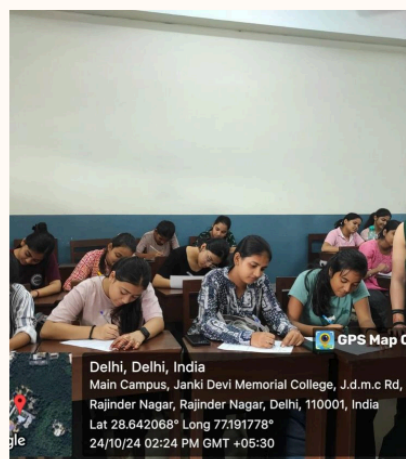 GPS Map C
Delhi, Delhi, India
Main Campus, Janki Devi Memorial College, J.d.m.c Rd,
Rajinder Nagar, Rajinder Nagar, Delhi, 110001, India
Lat 28.642068° Long 77.191778°
24/10/24 02:24 PM GMT +05:30
gle